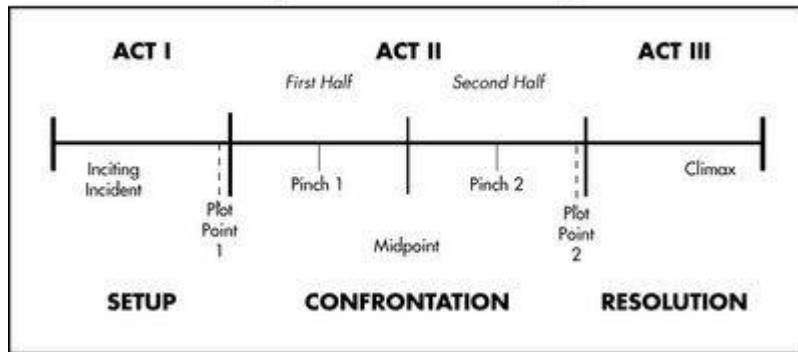 ACT I
ACT II
ACT III
First Half
Second Half
Inciting
Incident
Plot
Point
1
Pinch 1
Midpoint
Pinch 2
Plot
Point
2
Climax
SETUP
CONFRONTATION
RESOLUTION